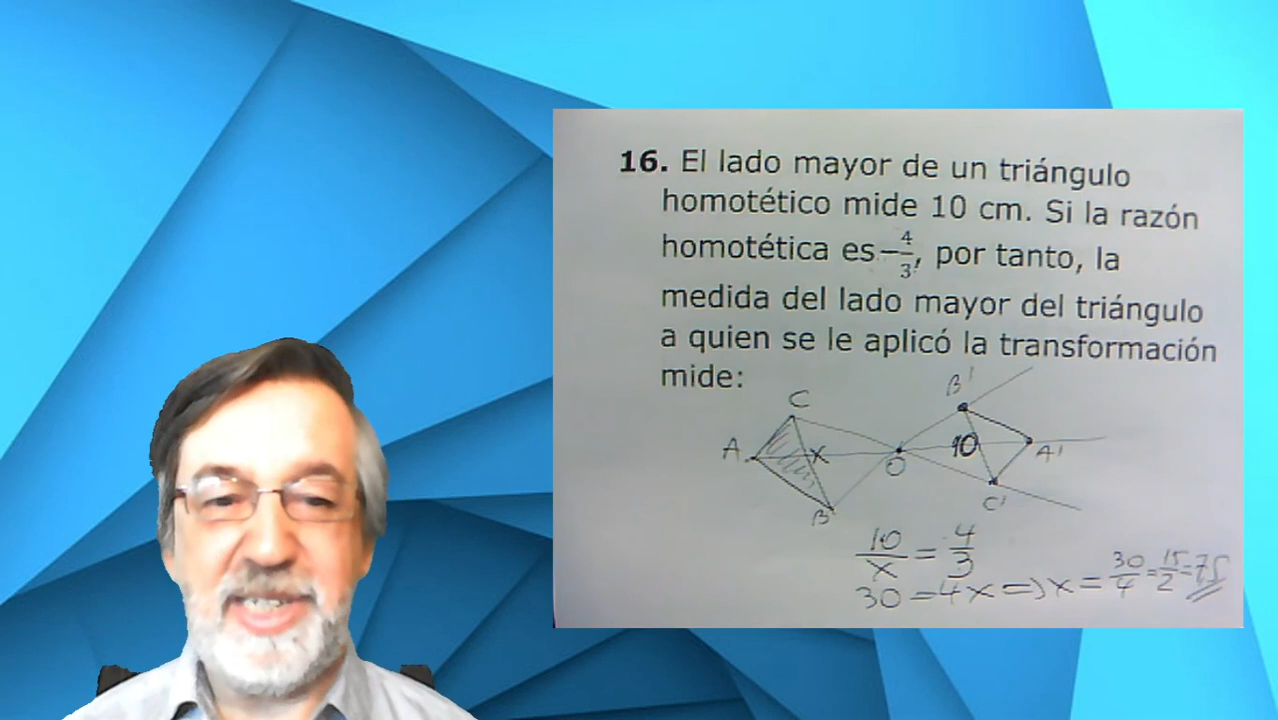 16. El lado mayor de un triángulo
homotético mide 10 cm. Si la razón
homotética es -4/3, por tanto, la
medida del lado mayor del triángulo
a quien se le aplicó la transformación
mide:
C B'
A x O 10 A'
B C'
10/x = 4/3
30 = 4x => x = 30/4 = 15/2 = 7,5